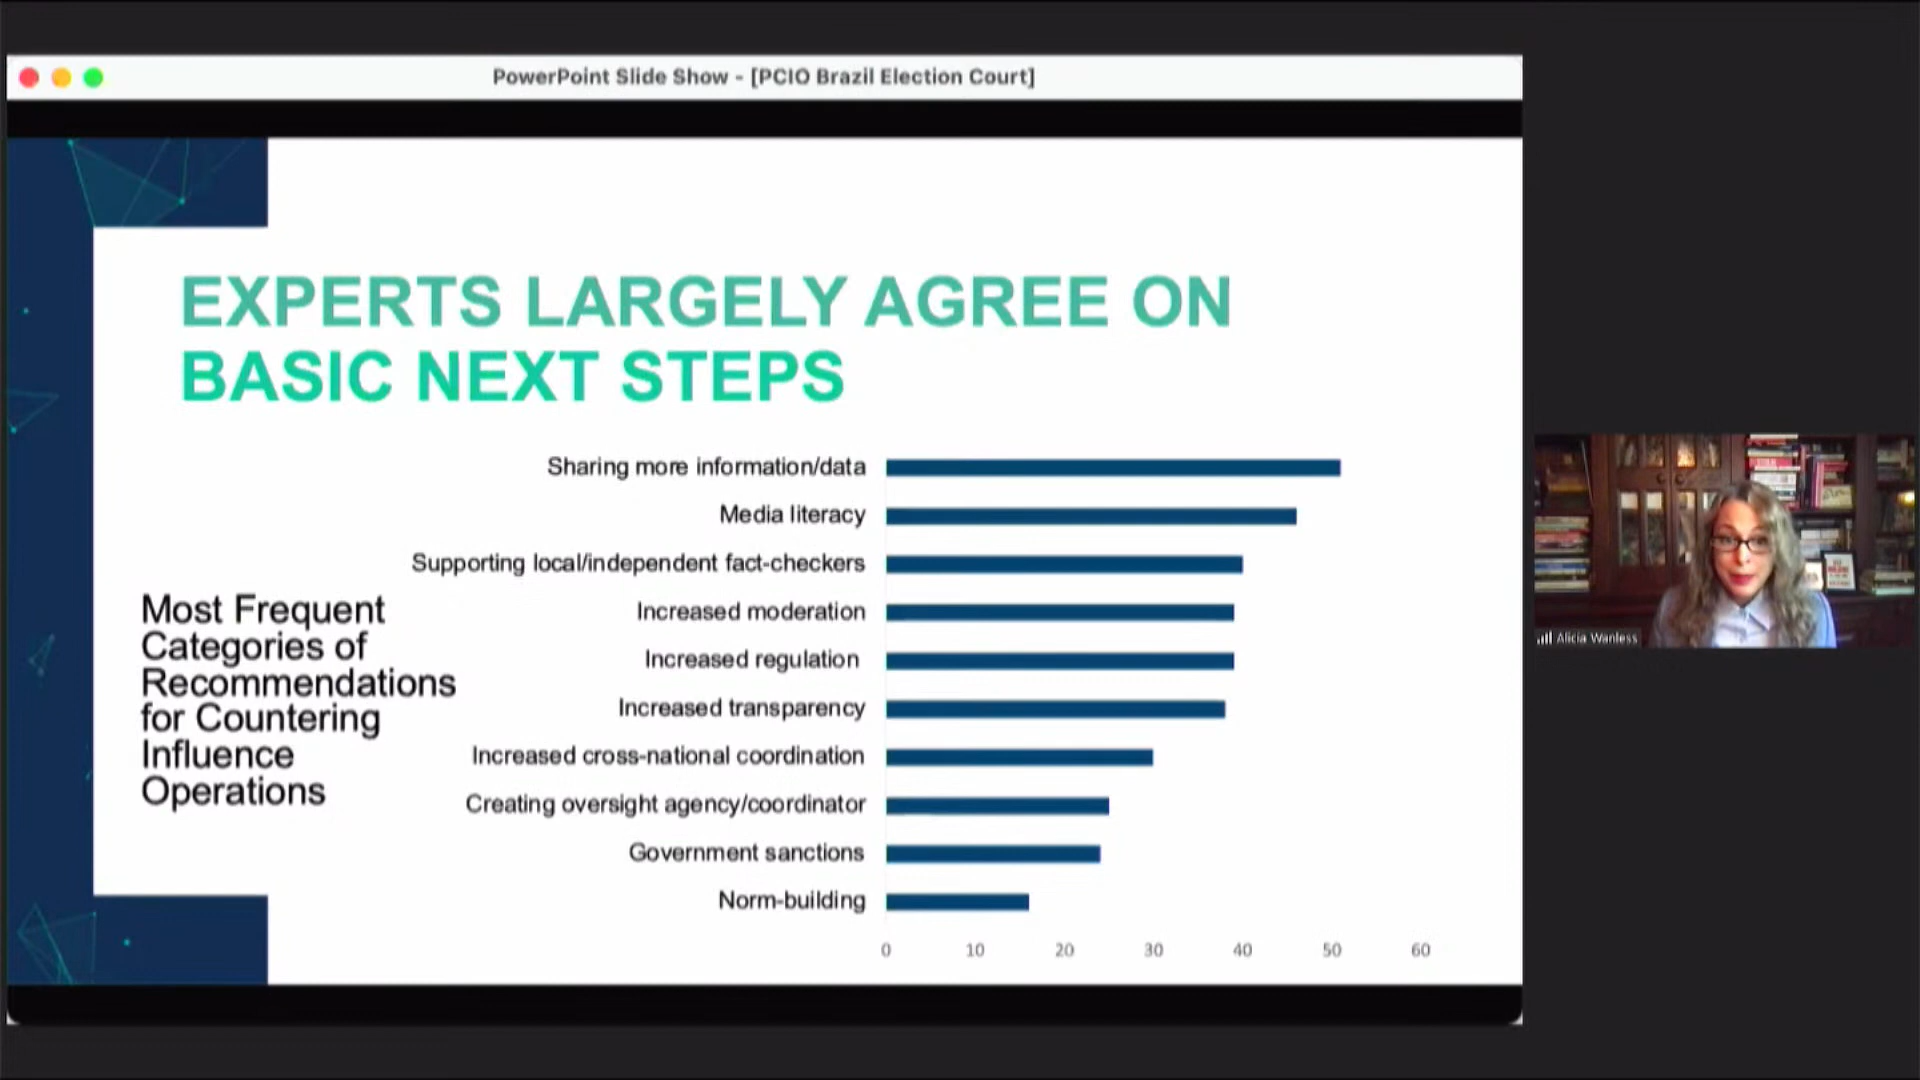 PowerPoint Slide Show - [PCIO Brazil Election Court]
EXPERTS LARGELY AGREE ON
BASIC NEXT STEPS
Most Frequent
Categories of
Recommendations
for Countering
Influence
Operations
Sharing more information/data
Media literacy
Supporting local/independent fact-checkers
Increased moderation
Increased regulation
Increased transparency
Increased cross-national coordination
Creating oversight agency/coordinator
Government sanctions
Norm-building
0 10 20 30 40 50 60
Alicia Wanless